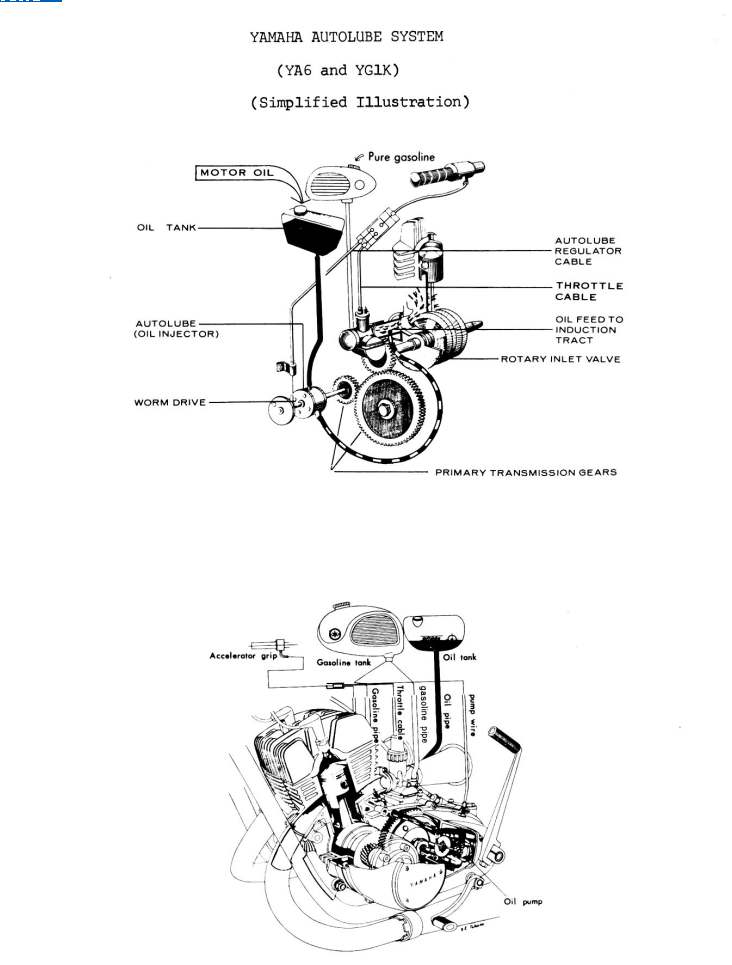 YAMAHA AUTOLUBE SYSTEM
(YA6 and YG1K)
(Simplified Illustration)
Pure gasoline
MOTOR OIL
OIL TANK
AUTOLUBE
REGULATOR
CABLE
THROTTLE
CABLE
OIL FEED TO
INDUCTION
TRACT
AUTOLUBE
(OIL INJECTOR)
ROTARY INLET VALVE
WORM DRIVE
PRIMARY TRANSMISSION GEARS
Accelerator grip
Gasoline tank
Oil tank
Gasoline pipe
Throttle cable
gasoline pipe
Oil pipe
pump wire
YAMAHA
Oil pump